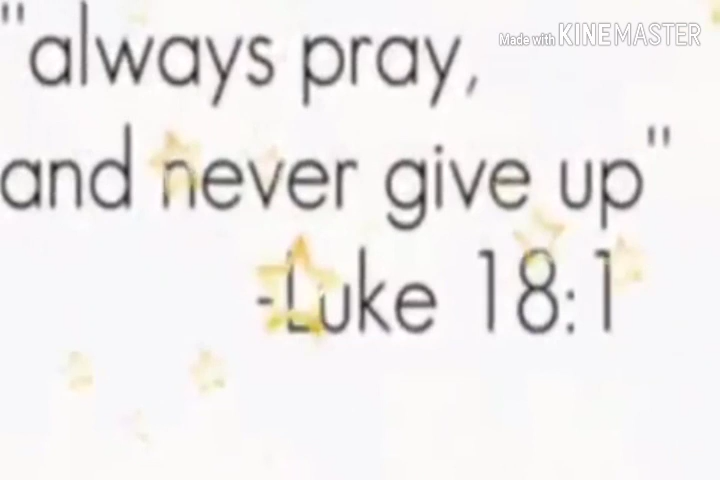 Made with KINEMASTER
"always pray,
and never give up"
-Luke 18:1